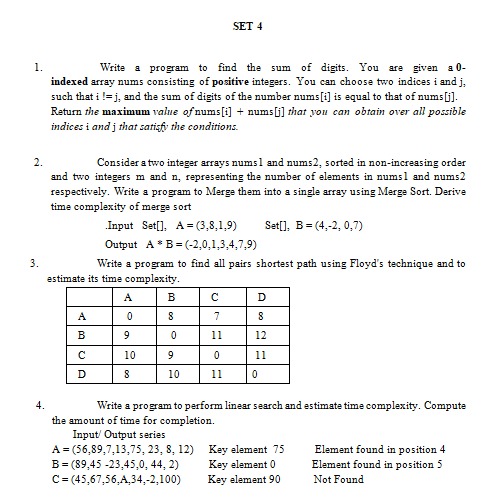 SET 4
1. Write a program to find the sum of digits. You are given a 0-
indexed array nums consisting of positive integers. You can choose two indices i and j,
such that i != j, and the sum of digits of the number nums[i] is equal to that of nums[j].
Return the maximum value of nums[i] + nums[j] that you can obtain over all possible
indices i and j that satisfy the conditions.
2. Consider a two integer arrays nums1 and nums2, sorted in non-increasing order
and two integers m and n, representing the number of elements in nums1 and nums2
respectively. Write a program to Merge them into a single array using Merge Sort. Derive
time complexity of merge sort
.Input Set[], A = (3,8,1,9) Set[], B = (4,-2, 0,7)
Output A * B = (-2,0,1,3,4,7,9)
3. Write a program to find all pairs shortest path using Floyd's technique and to
estimate its time complexity.
A B C D
A 0 8 7 8
B 9 0 11 12
C 10 9 0 11
D 8 10 11 0
4. Write a program to perform linear search and estimate time complexity. Compute
the amount of time for completion.
Input/ Output series
A = (56,89,7,13,75, 23, 8, 12) Key element 75 Element found in position 4
B = (89,45 -23,45,0, 44, 2) Key element 0 Element found in position 5
C = (45,67,56,A,34,-2,100) Key element 90 Not Found